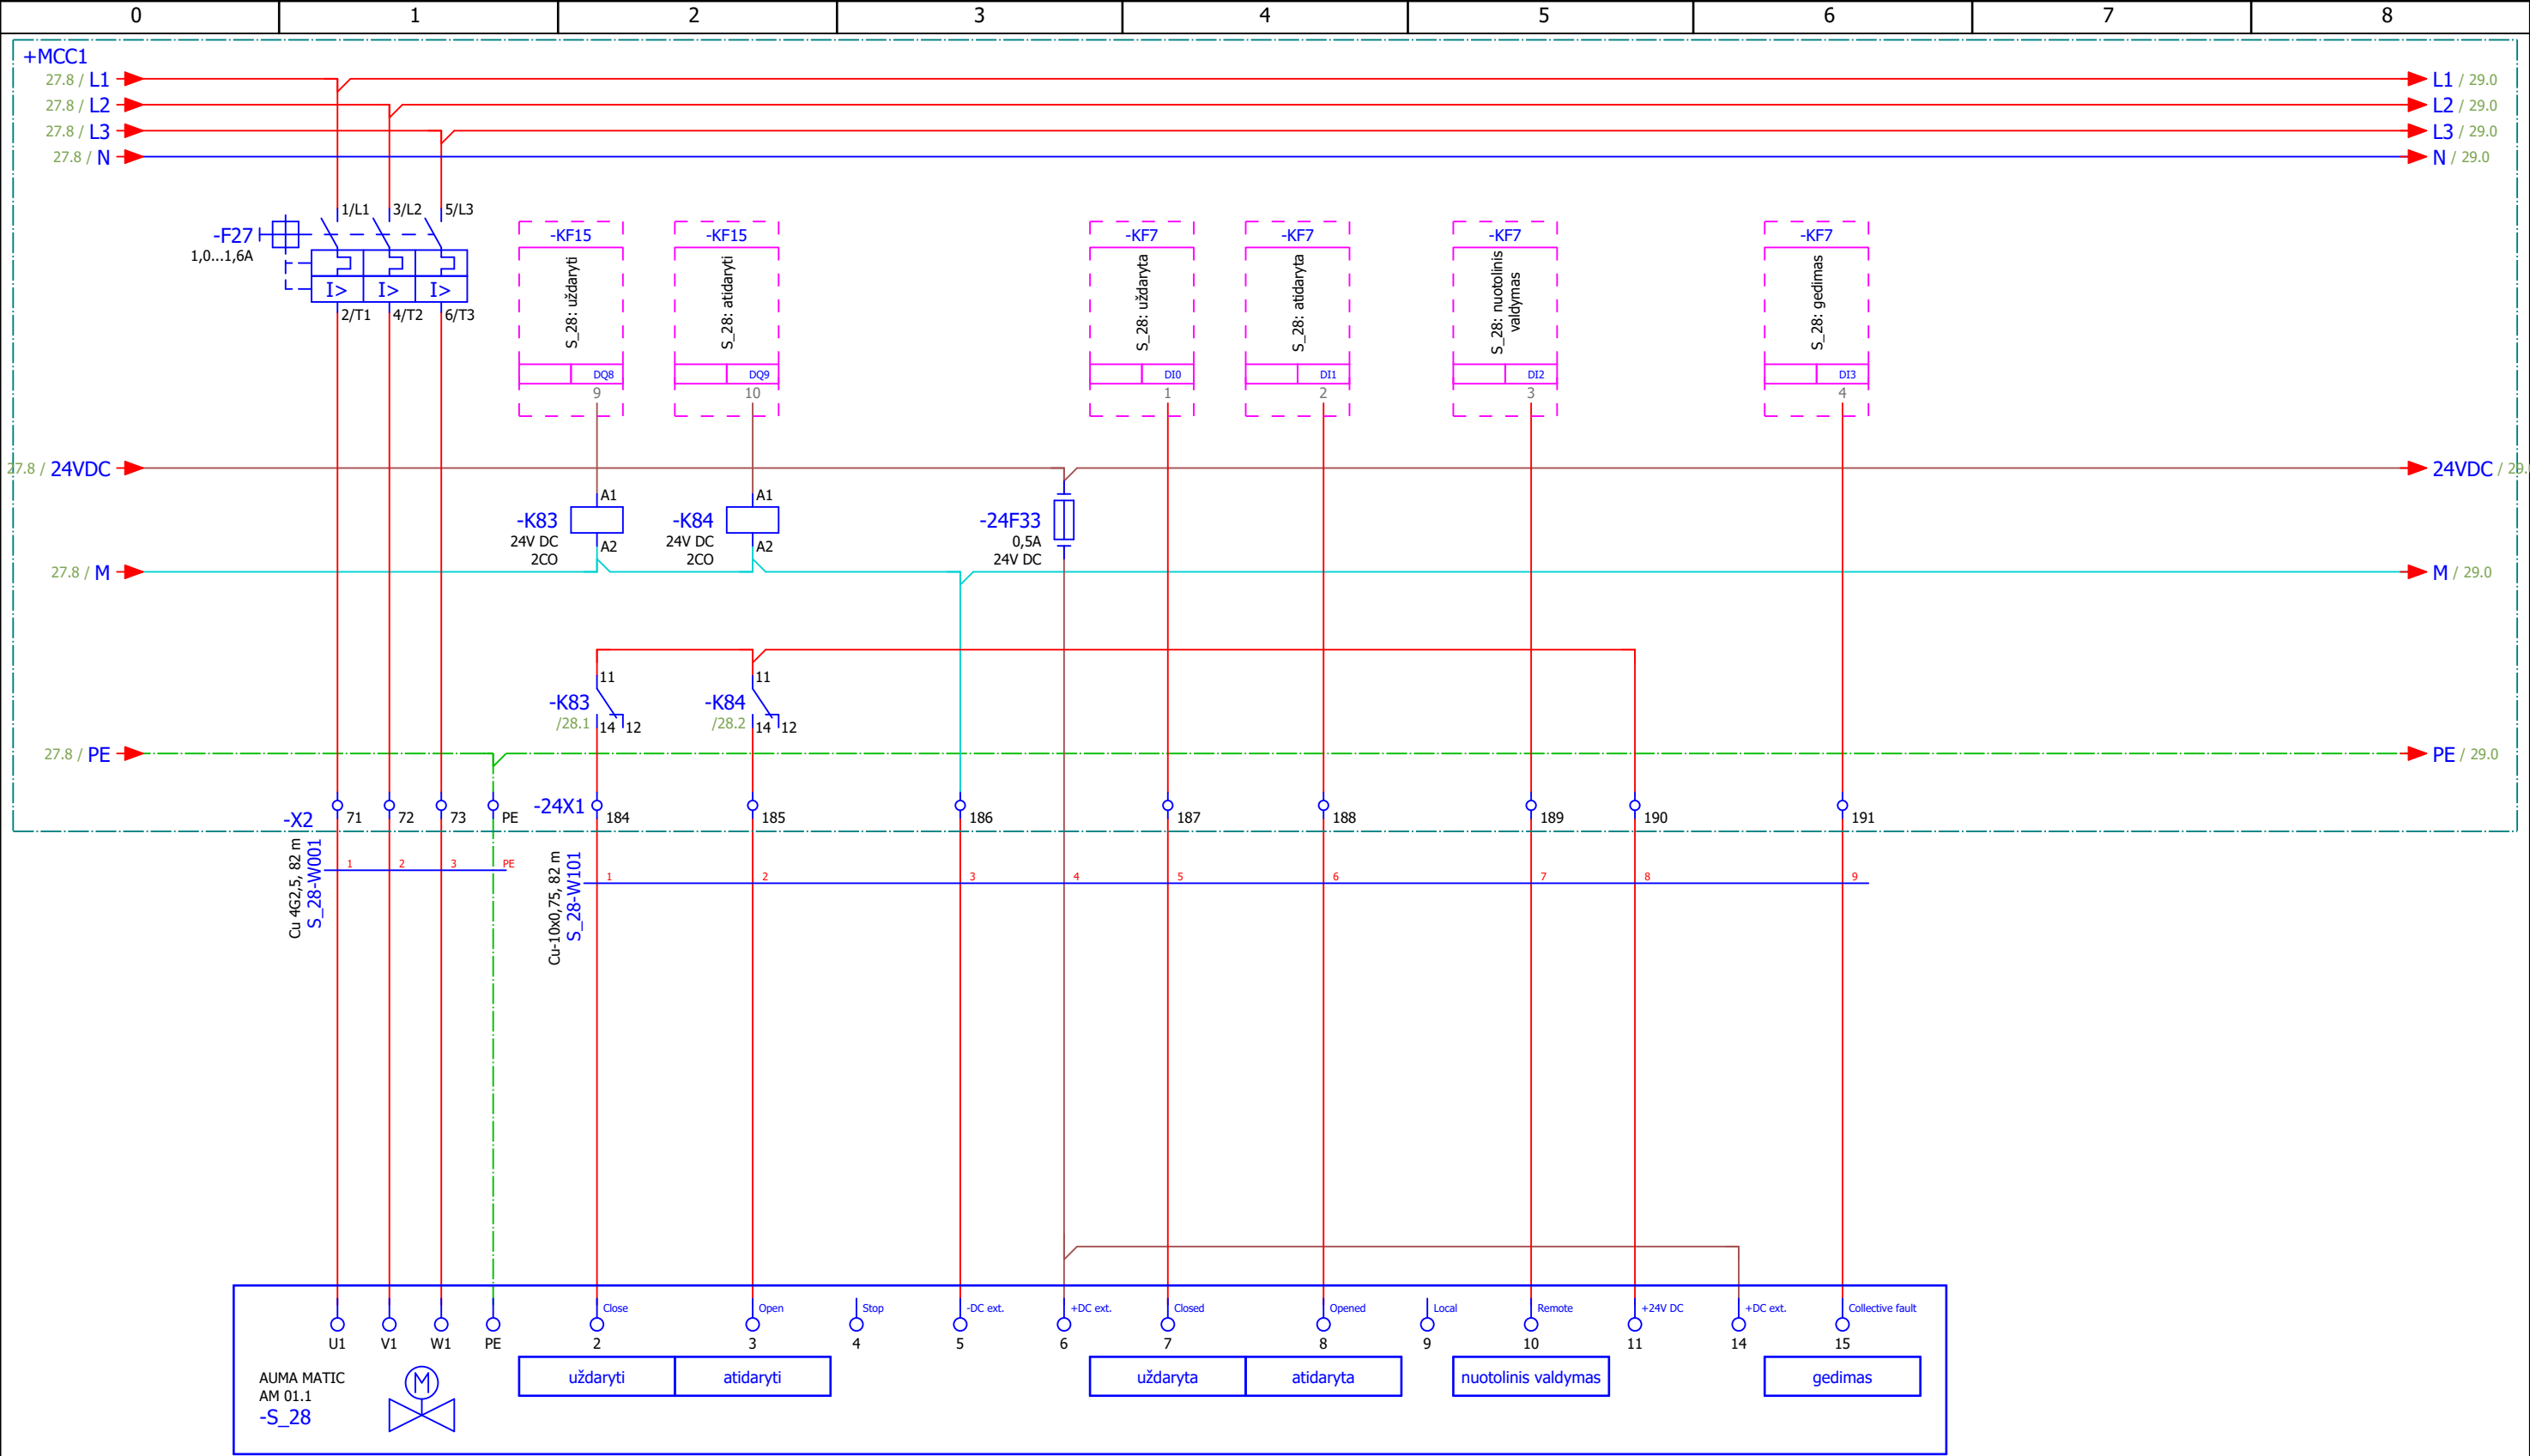 0 1 2 3 4 5 6 7 8
+MCC1
27.8 / L1 L1 / 29.0
27.8 / L2 L2 / 29.0
27.8 / L3 L3 / 29.0
27.8 / N N / 29.0
1/L1 3/L2 5/L3
-F27
1,0...1,6A
I> I> I>
2/T1 4/T2 6/T3
-KF15 -KF15 -KF7 -KF7 -KF7 -KF7
S_28: uždaryti
S_28: atidaryti
S_28: uždaryta
S_28: atidaryta
S_28: nuotolinis
valdymas
S_28: gedimas
DQ8 DQ9 DI0 DI1 DI2 DI3
9 10 1 2 3 4
27.8 / 24VDC 24VDC / 29.
A1 A1
-K83 -K84 -24F33
24V DC 24V DC 0,5A
A2 A2
2CO 2CO 24V DC
27.8 / M M / 29.0
11 11
-K83 -K84
/28.1 14 12 /28.2 14 12
27.8 / PE PE / 29.0
-X2 71 72 73 PE -24X1 184 185 186 187 188 189 190 191
Cu 4G2,5, 82 m
S_28-W001
1 2 3 PE
Cu-10x0,75, 82 m
S_28-W101
1 2 3 4 5 6 7 8 9
Close Open Stop -DC ext. +DC ext. Closed Opened Local Remote +24V DC +DC ext. Collective fault
U1 V1 W1 PE 2 3 4 5 6 7 8 9 10 11 14 15
AUMA MATIC
AM 01.1
-S_28
M
uždaryti atidaryti uždaryta atidaryta nuotolinis valdymas gedimas